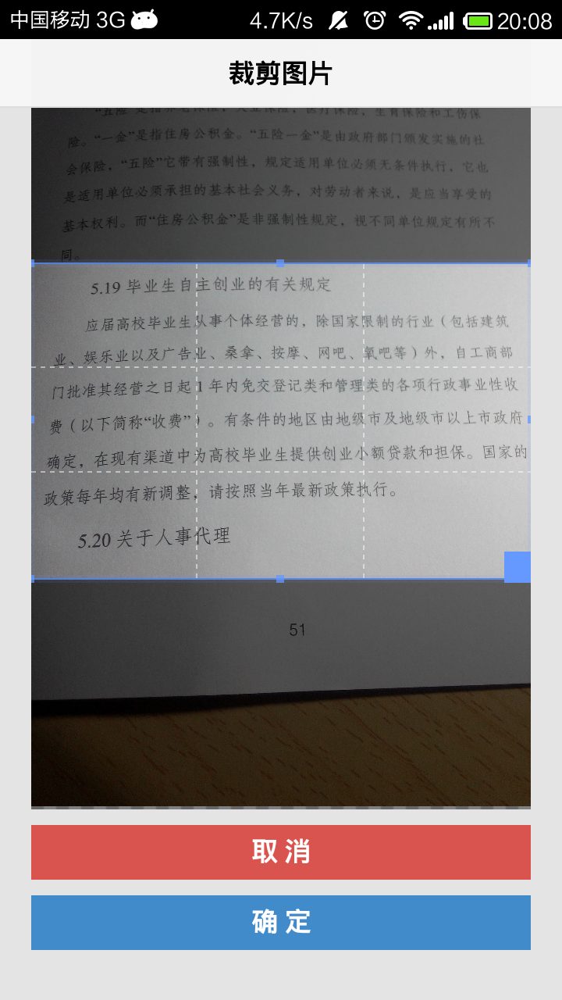 中国移动 3G 4.7K/s 20:08
裁剪图片
“五险”是指养老保险，失业保险，医疗保险，生育保险和工伤保
险。“一金”是指住房公积金。“五险一金”是由政府部门颁发实施的社
会保险，“五险”它带有强制性，规定适用单位必须无条件执行，它也
是适用单位必须承担的基本社会义务，对劳动者来说，是应当享受的
基本权利。而“住房公积金”是非强制性规定，视不同单位规定有所不
同。
5.19 毕业生自主创业的有关规定
应届高校毕业生从事个体经营的，除国家限制的行业（包括建筑
业、娱乐业以及广告业、桑拿、按摩、网吧、氧吧等）外，自工商部
门批准其经营之日起 1 年内免交登记类和管理类的各项行政事业性收
费（以下简称“收费”）。有条件的地区由地级市及地级市以上市政府
确定，在现有渠道中为高校毕业生提供创业小额贷款和担保。国家的
政策每年均有新调整，请按照当年最新政策执行。
5.20 关于人事代理
51
取 消
确 定